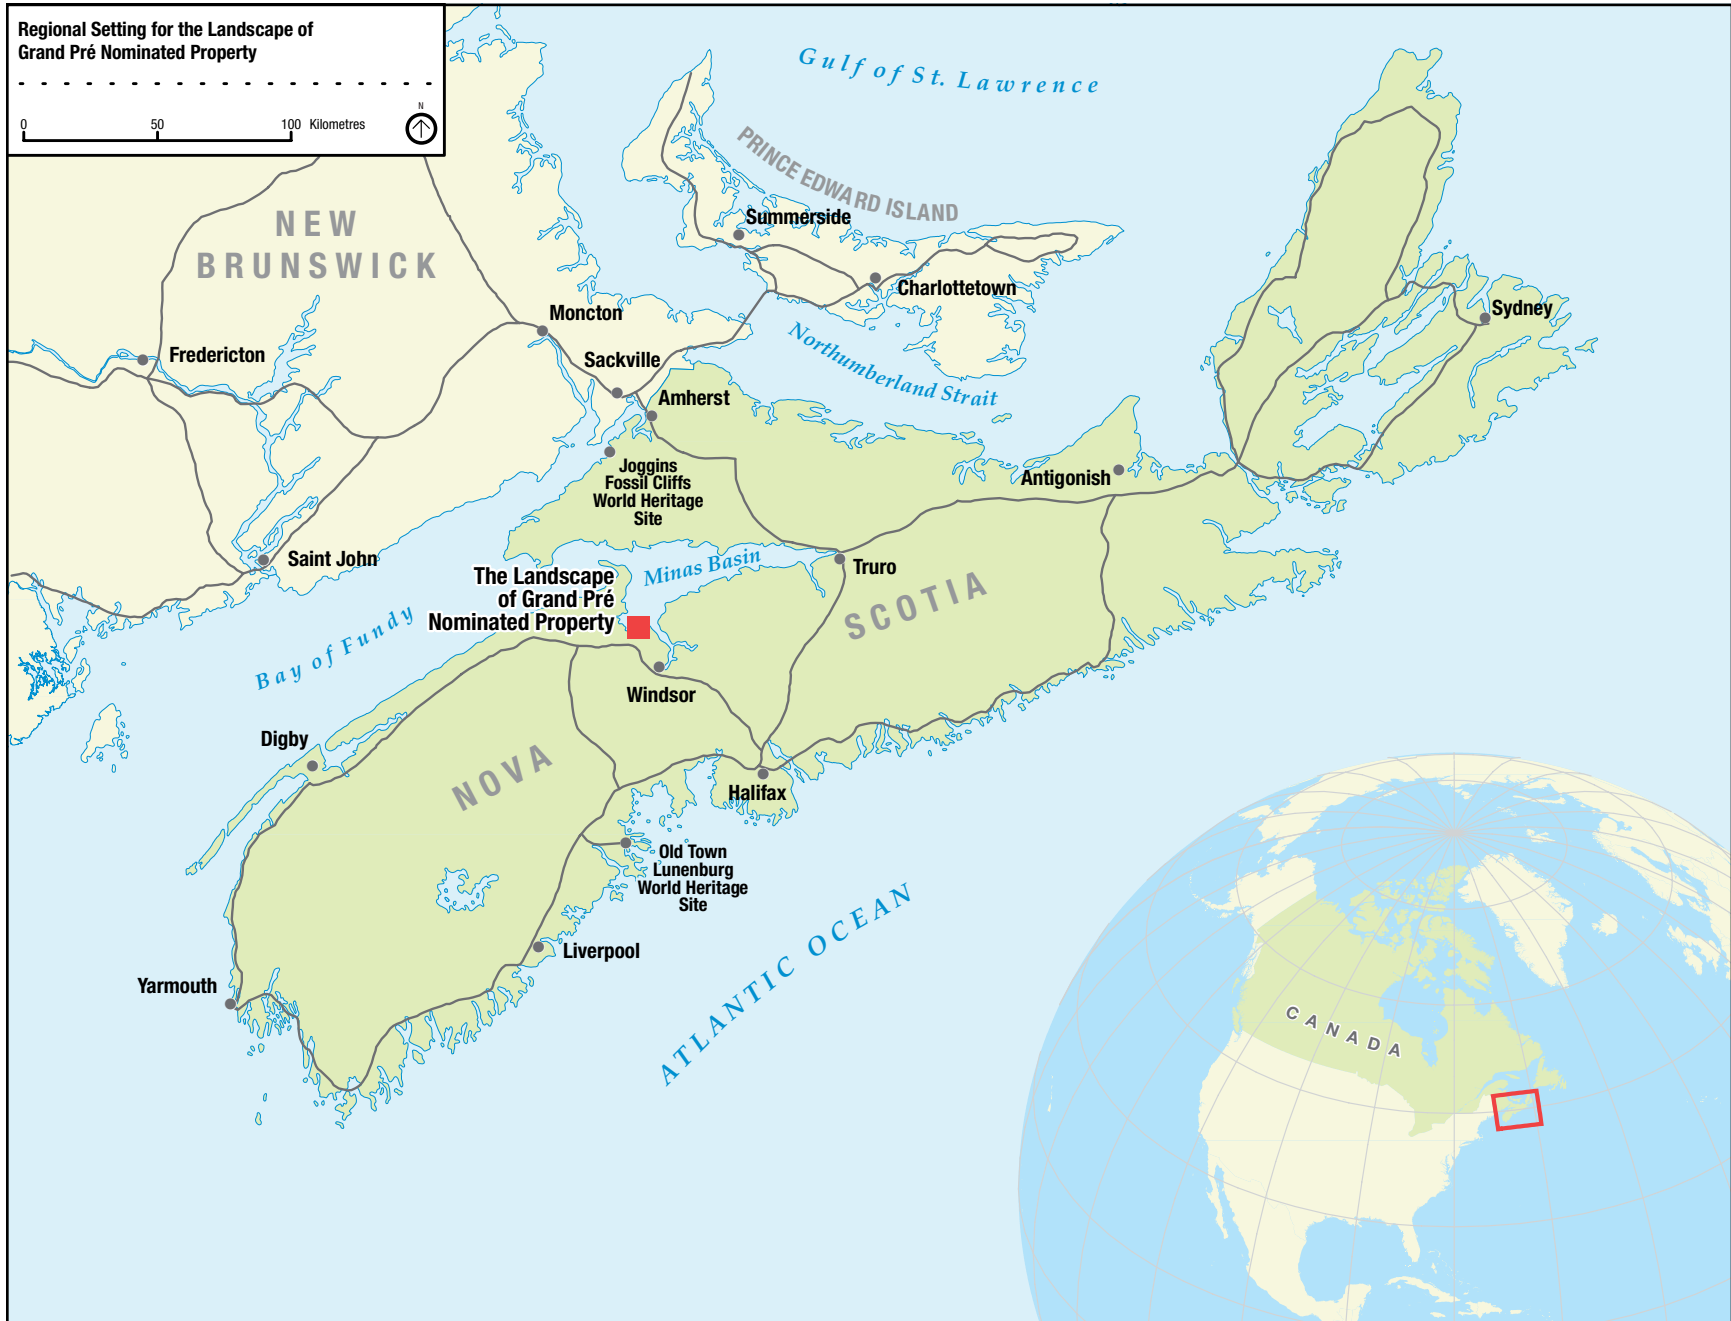 Regional Setting for the Landscape of
Grand Pré Nominated Property
N
0 50 100 Kilometres
Gulf of St. Lawrence
PRINCE EDWARD ISLAND
NEW
BRUNSWICK
Summerside
Charlottetown
Sydney
Moncton
Northumberland Strait
Fredericton
Sackville
Amherst
Joggins
Fossil Cliffs
World Heritage
Site
Antigonish
Saint John
Minas Basin
Truro
The Landscape
of Grand Pré
Nominated Property
SCOTIA
Bay of Fundy
Windsor
Digby
NOVA
Halifax
Old Town
Lunenburg
World Heritage
Site
Liverpool
ATLANTIC OCEAN
Yarmouth
CANADA